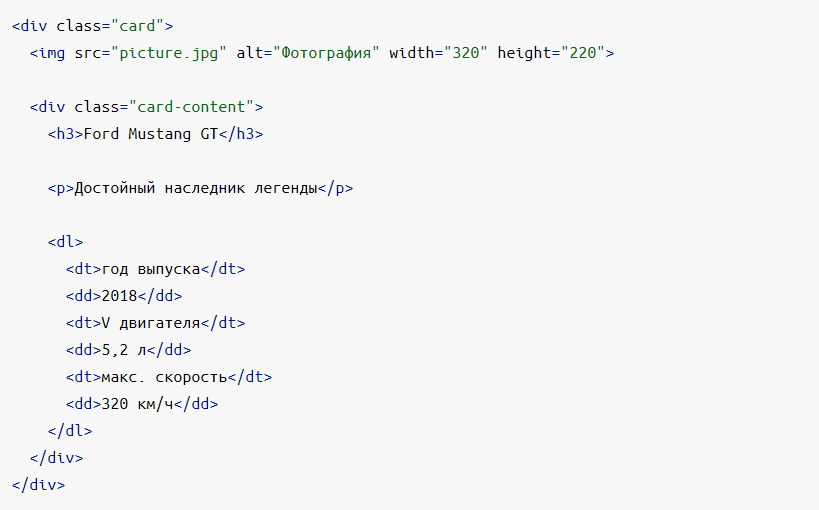 <div class="card">
<img src="picture.jpg" alt="Фотография" width="320" height="220">
<div class="card-content">
<h3>Ford Mustang GT</h3>
<p>Достойный наследник легенды</p>
<dl>
<dt>год выпуска</dt>
<dd>2018</dd>
<dt>V двигателя</dt>
<dd>5,2 л</dd>
<dt>макс. скорость</dt>
<dd>320 км/ч</dd>
</dl>
</div>
</div>